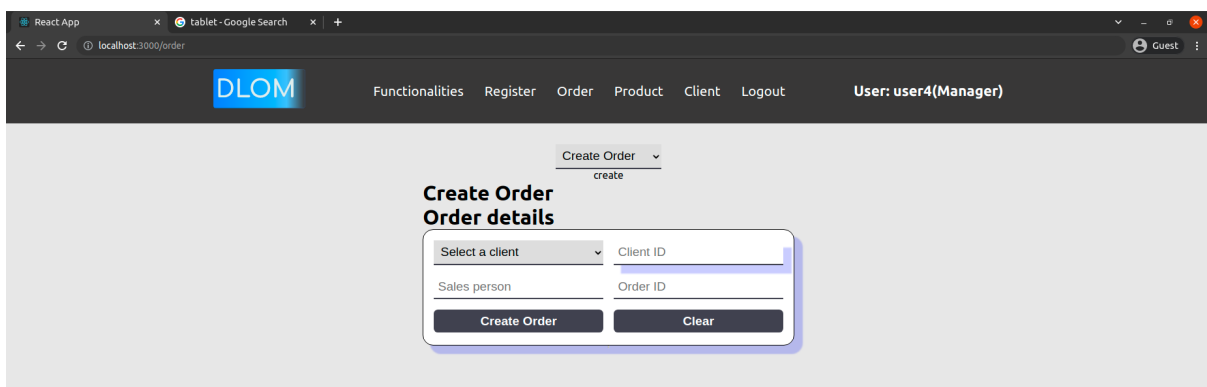 React App
tablet - Google Search
localhost:3000/order
Guest
DLOM
Functionalities Register Order Product Client Logout
User: user4(Manager)
Create Order
create
Create Order
Order details
Select a client Client ID
Sales person Order ID
Create Order Clear